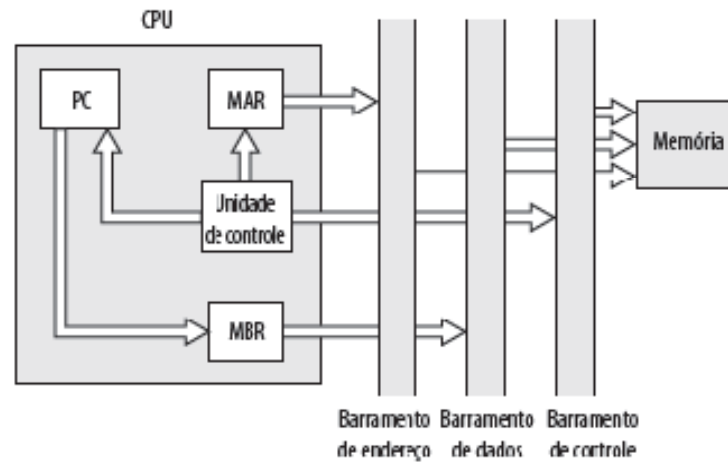 CPU
PC
MAR
Memória
Unidade
de controle
MBR
Barramento
de endereço
Barramento
de dados
Barramento
de controle